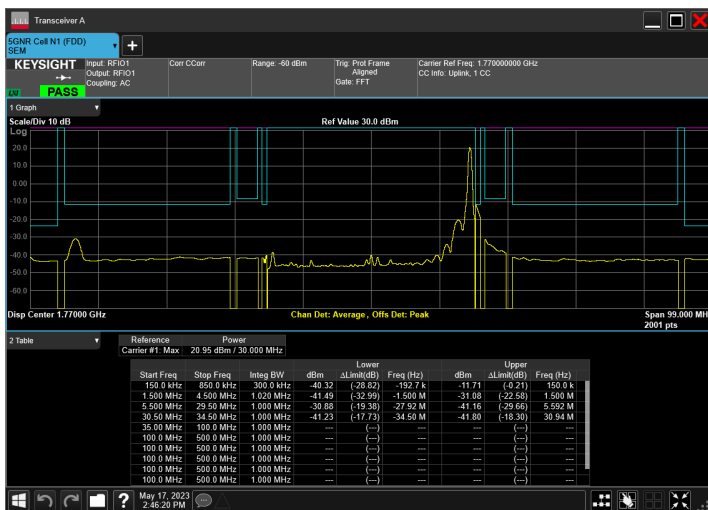 Transceiver A
5GNR Cell N1 (FDD)
SEM
KEYSIGHT
LXI
PASS
Input: RFIO1
Output: RFIO1
Coupling: AC
Corr CCorr
Range: -60 dBm
Trig: Prot Frame
Aligned
Gate: FFT
Carrier Ref Freq: 1.770000000 GHz
CC Info: Uplink, 1 CC
1 Graph
Scale/Div 10 dB
Ref Value 30.0 dBm
Log
20.0
10.0
0.00
-10.0
-20.0
-30.0
-40.0
-50.0
-60.0
Disp Center 1.77000 GHz
Chan Det: Average, Offs Det: Peak
Span 99.000 MH
2001 pts
2 Table
Reference Power
Carrier #1: Max 20.95 dBm / 30.000 MHz
Lower Upper
Start Freq Stop Freq Integ BW dBm ΔLimit(dB) Freq (Hz) dBm ΔLimit(dB) Freq (Hz)
150.0 kHz 850.0 kHz 300.0 kHz -40.32 (-28.82) -192.7 k -11.71 (-0.21) 150.0 k
1.500 MHz 4.500 MHz 1.020 MHz -41.49 (-32.99) -1.500 M -31.08 (-22.58) 1.500 M
5.500 MHz 29.50 MHz 1.000 MHz -30.88 (-19.38) -27.92 M -41.16 (-29.66) 5.592 M
30.50 MHz 34.50 MHz 1.000 MHz -41.23 (-17.73) -34.50 M -41.80 (-18.30) 30.94 M
35.00 MHz 100.0 MHz 1.000 MHz --- (---) --- --- (---) ---
100.0 MHz 500.0 MHz 1.000 MHz --- (---) --- --- (---) ---
100.0 MHz 500.0 MHz 1.000 MHz --- (---) --- --- (---) ---
100.0 MHz 500.0 MHz 1.000 MHz --- (---) --- --- (---) ---
100.0 MHz 500.0 MHz 1.000 MHz --- (---) --- --- (---) ---
100.0 MHz 500.0 MHz 1.000 MHz --- (---) --- --- (---) ---
?
May 17, 2023
2:46:20 PM